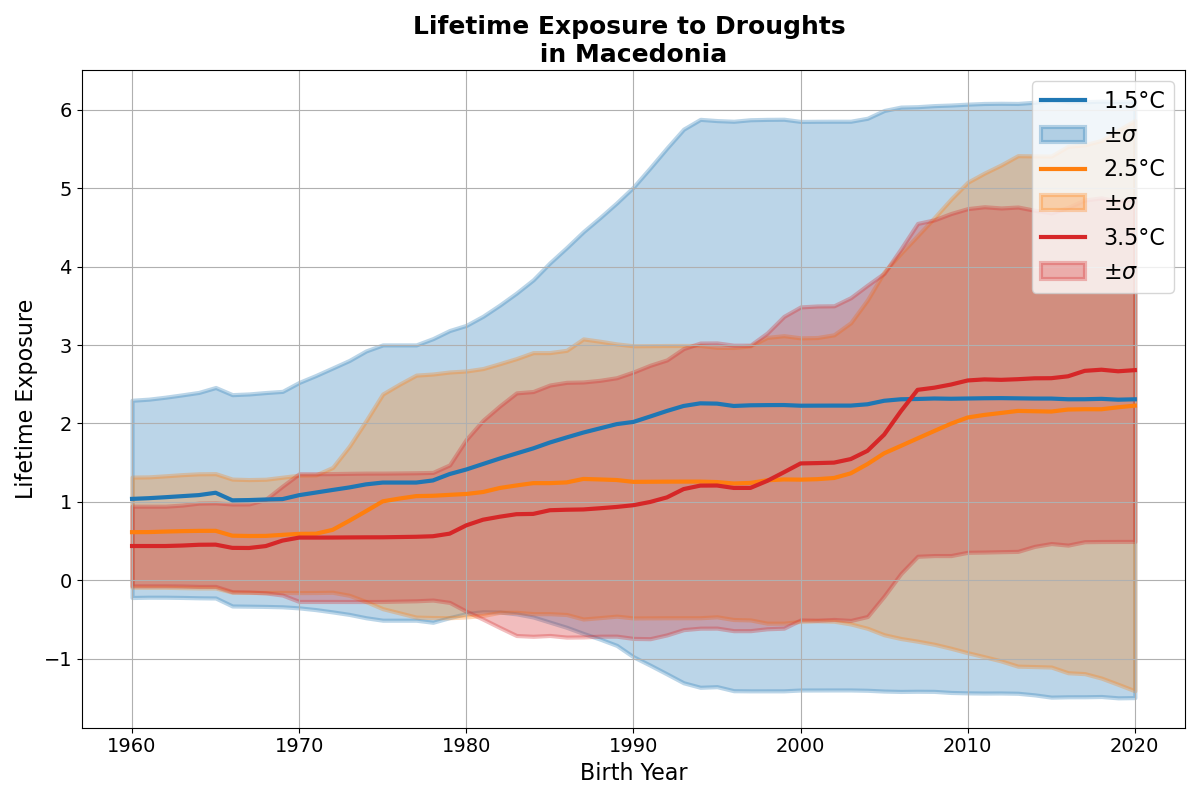 Lifetime Exposure to Droughts
in Macedonia
Lifetime Exposure
6
5
4
3
2
1
0
−1
1960
1970
1980
1990
2000
2010
2020
Birth Year
1.5°C
±σ
2.5°C
±σ
3.5°C
±σ